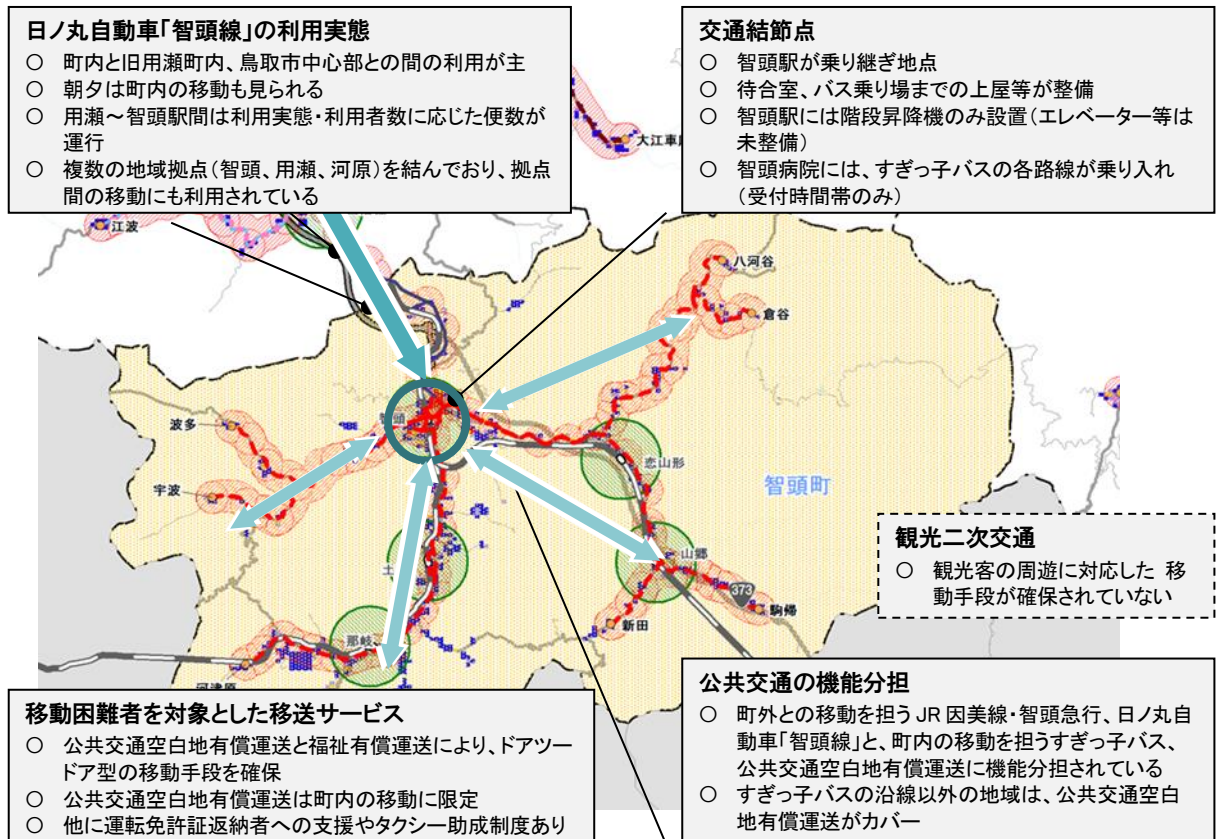 日ノ丸自動車「智頭線」の利用実態
○ 町内と旧用瀬町内、鳥取市中心部との間の利用が主
○ 朝夕は町内の移動も見られる
○ 用瀬～智頭駅間は利用実態・利用者数に応じた便数が
運行
○ 複数の地域拠点(智頭、用瀬、河原)を結んでおり、拠点
間の移動にも利用されている
交通結節点
○ 智頭駅が乗り継ぎ地点
○ 待合室、バス乗り場までの上屋等が整備
○ 智頭駅には階段昇降機のみ設置(エレベーター等は
未整備)
○ 智頭病院には、すぎっ子バスの各路線が乗り入れ
(受付時間帯のみ)
大江車
江波
八河谷
倉谷
波多
智頭
宇波
恋山形
智頭町
山郷
373
駒帰
新田
土
那岐
河津原
観光二次交通
○ 観光客の周遊に対応した 移
動手段が確保されていない
移動困難者を対象とした移送サービス
○ 公共交通空白地有償運送と福祉有償運送により、ドアツー
ドア型の移動手段を確保
○ 公共交通空白地有償運送は町内の移動に限定
○ 他に運転免許証返納者への支援やタクシー助成制度あり
公共交通の機能分担
○ 町外との移動を担う JR 因美線・智頭急行、日ノ丸自
動車「智頭線」と、町内の移動を担うすぎっ子バス、
公共交通空白地有償運送に機能分担されている
○ すぎっ子バスの沿線以外の地域は、公共交通空白
地有償運送がカバー